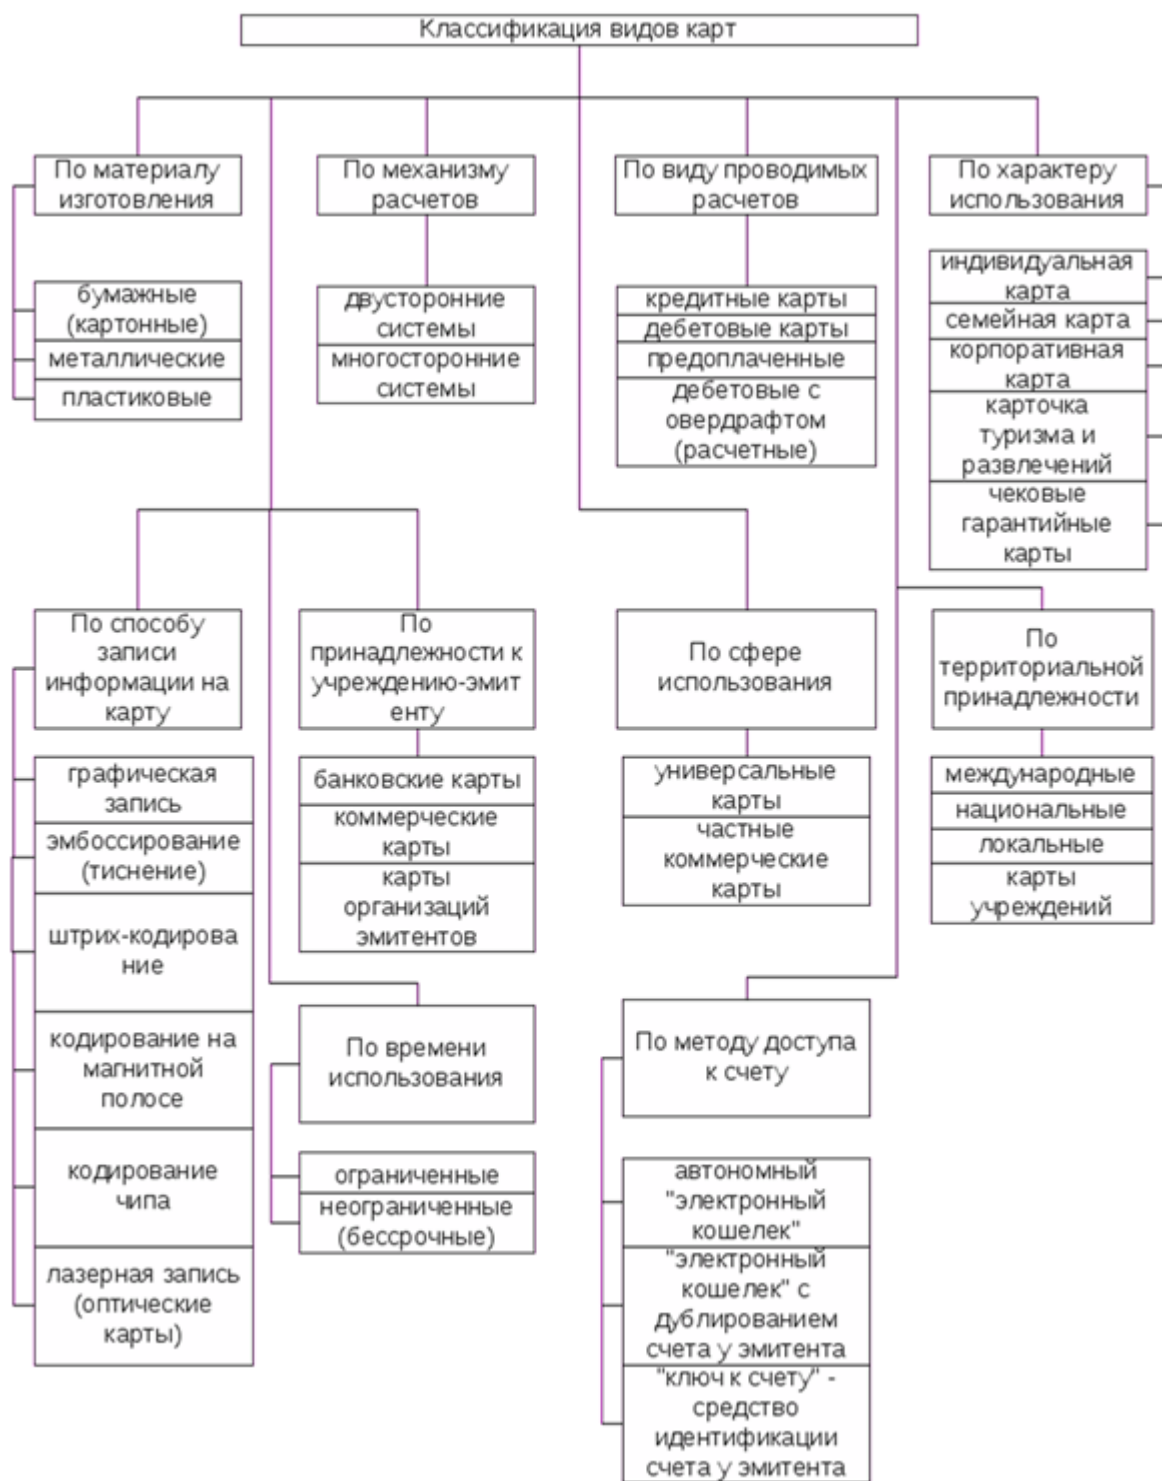 Классификация видов карт
По материалу
изготовления
бумажные
(картонные)
металлические
пластиковые
По механизму
расчетов
двусторонние
системы
многосторонние
системы
По виду проводимых
расчетов
кредитные карты
дебетовые карты
предоплаченные
дебетовые с
овердрафтом
(расчетные)
По характеру
использования
индивидуальная
карта
семейная карта
корпоративная
карта
карточка
туризма и
развлечений
чековые
гарантийные
карты
По способу
записи
информации на
карту
графическая
запись
эмбоссирование
(тиснение)
штрих-кодирова
ние
кодирование на
магнитной
полосе
кодирование
чипа
лазерная запись
(оптические
карты)
По
принадлежности к
учреждению-эмит
енту
банковские карты
коммерческие
карты
карты
организаций
эмитентов
По сфере
использования
универсальные
карты
частные
коммерческие
карты
По
территориальной
принадлежности
международные
национальные
локальные
карты
учреждений
По времени
использования
ограниченные
неограниченные
(бессрочные)
По методу доступа
к счету
автономный
"электронный
кошелек"
"электронный
кошелек" с
дублированием
счета у эмитента
"ключ к счету" -
средство
идентификации
счета у эмитента